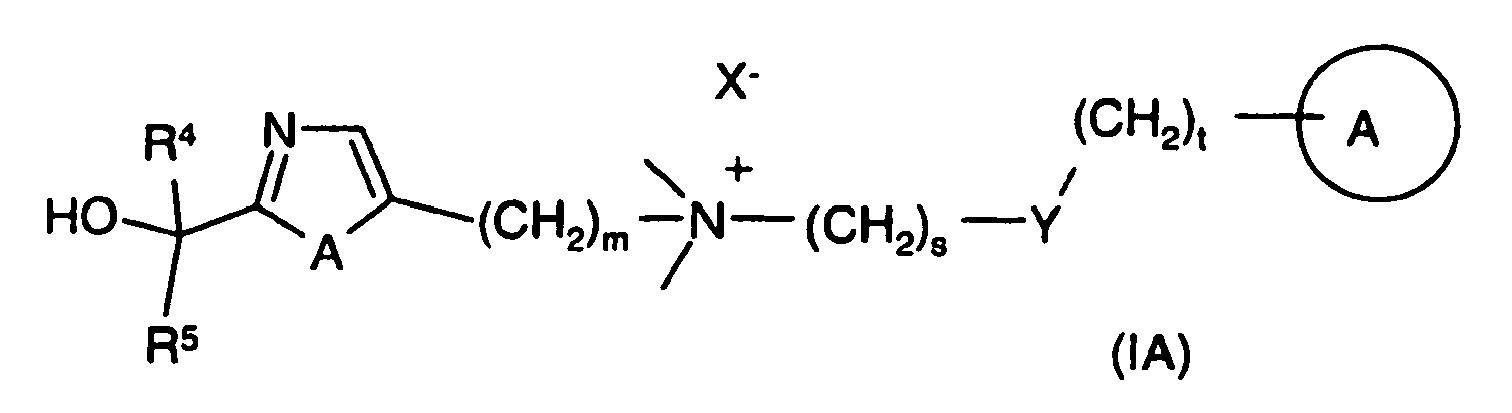 X-
(CH2)t A
N
R4
+
HO (CH2)m N (CH2)s Y
A
R5
(IA)